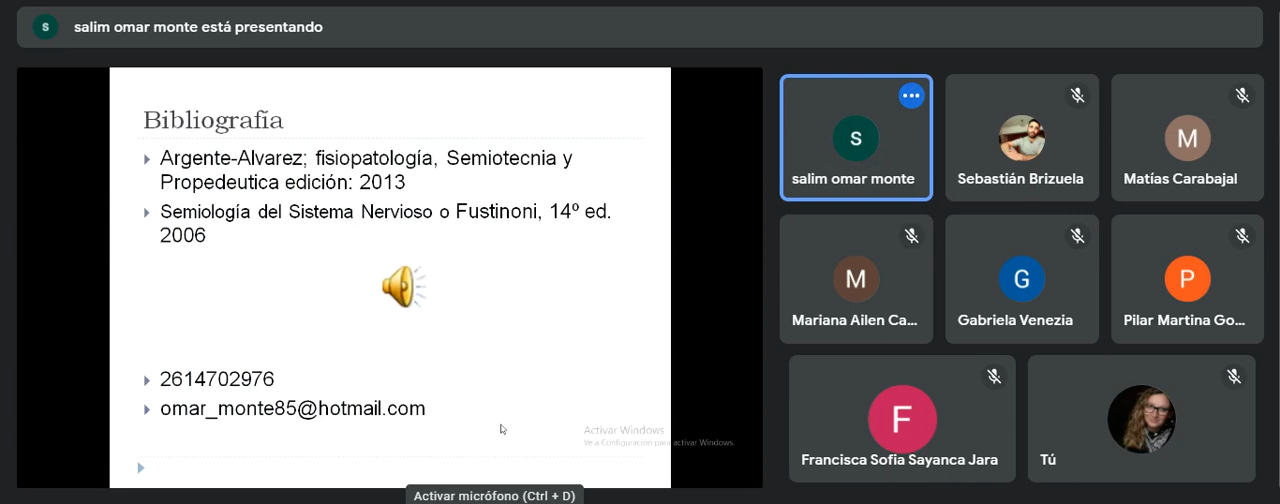 S
salim omar monte está presentando
Bibliografía
Argente-Alvarez; fisiopatología, Semiotecnia y
Propedeutica edición: 2013
Semiología del Sistema Nervioso o Fustinoni, 14º ed.
2006
2614702976
omar_monte85@hotmail.com
Activar Windows
Ve a Configuración para activar Windows.
Activar micrófono (Ctrl + D)
S
salim omar monte
Sebastián Brizuela
M
Matías Carabajal
M
Mariana Ailen Ca...
G
Gabriela Venezia
P
Pilar Martina Go...
F
Francisca Sofia Sayanca Jara
Tú